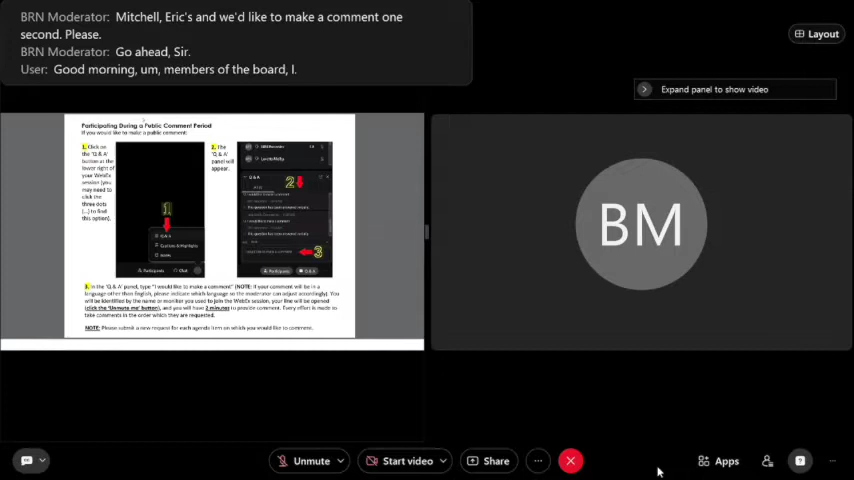 BRN Moderator: Mitchell, Eric's and we'd like to make a comment one
second. Please.
BRN Moderator: Go ahead, Sir.
User: Good morning, um, members of the board, I.
Layout
Expand panel to show video
Participating During a Public Comment Period
If you would like to make a public comment:
1. Click on
the 'Q & A'
button at the
lower right of
your WebEx
session (you
may need to
click the
three dots
(...) to find
this option).
1
Q & A
Participants
Chat
2. The
'Q & A'
panel will
appear.
Q & A
2
3
Participants
Q & A
3. In the 'Q & A' panel, type "I would like to make a comment" (NOTE: If your comment will be in a
language other than English, please indicate which language so the moderator can adjust accordingly). You
will be identified by the name or moniker you used to join the WebEx session, your line will be opened
(click the 'Unmute me' button), and you will have 2 minutes to provide comment. Every effort is made to
take comments in the order which they are requested.
NOTE: Please submit a new request for each agenda item on which you would like to comment.
BM
Unmute
Start video
Share
Apps